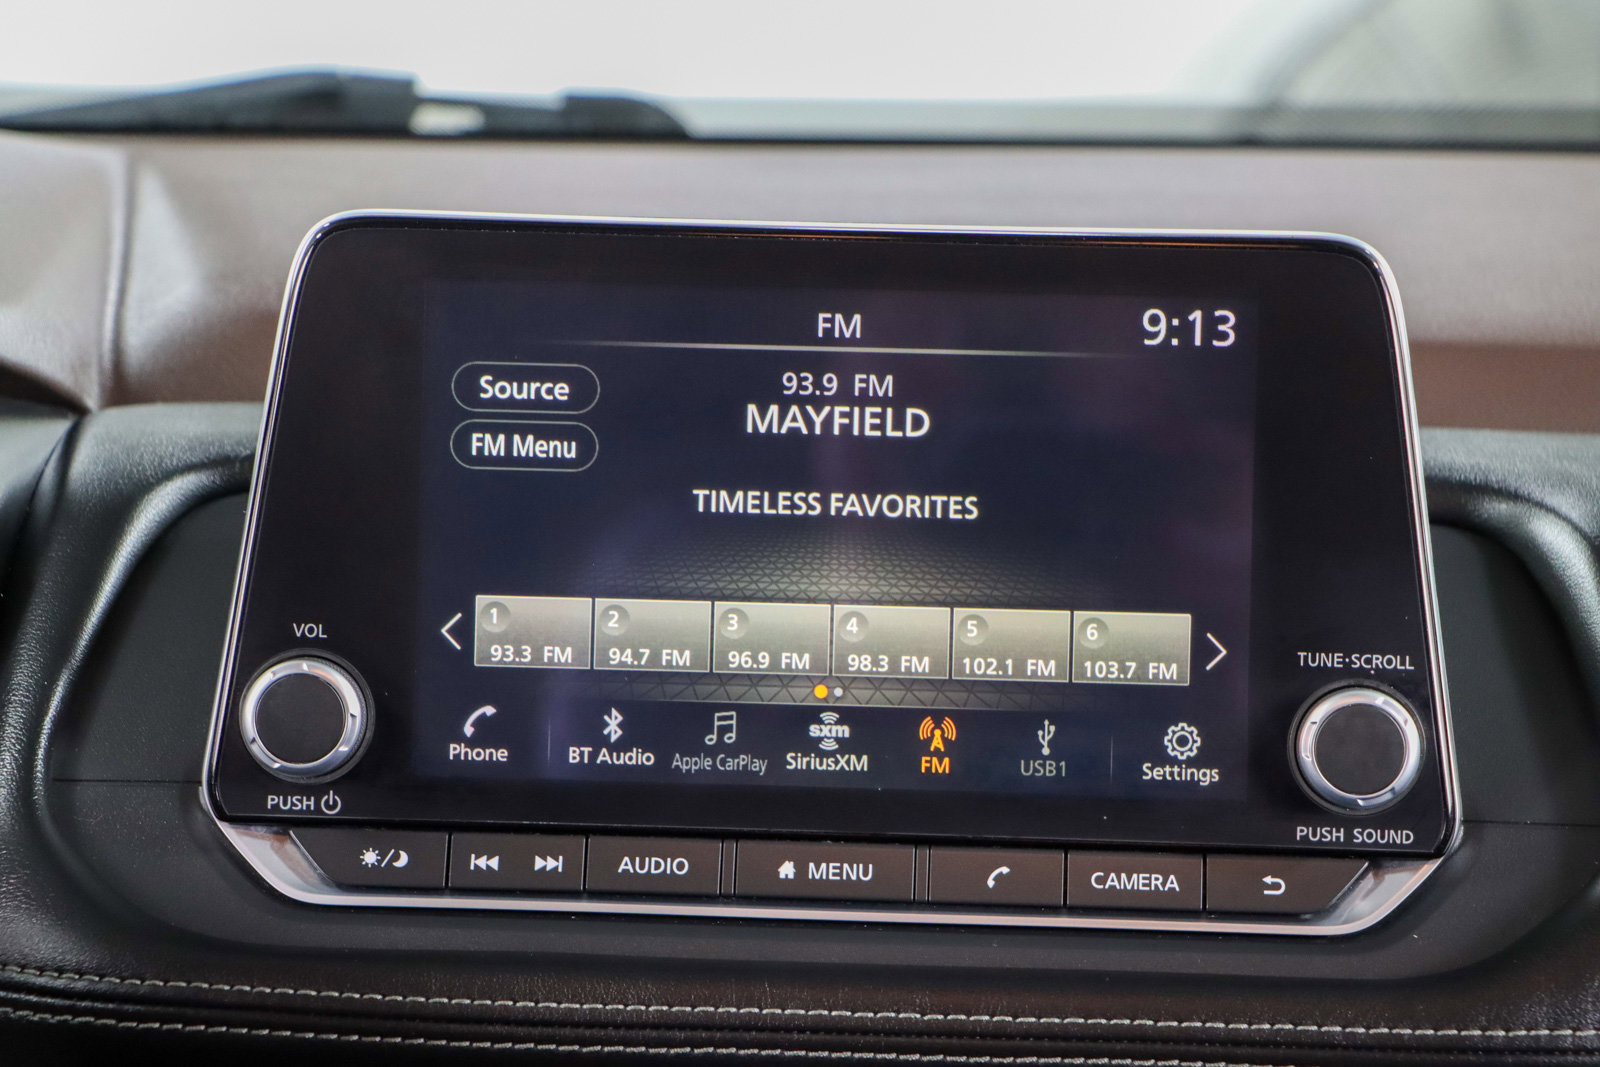 FM
9:13
Source
93.9 FM
MAYFIELD
FM Menu
TIMELESS FAVORITES
1
2
3
4
5
6
93.3 FM
94.7 FM
96.9 FM
98.3 FM
102.1 FM
103.7 FM
VOL
TUNE·SCROLL
Phone
BT Audio
Apple CarPlay
sxm
SiriusXM
FM
USB1
Settings
PUSH
PUSH SOUND
AUDIO
MENU
CAMERA